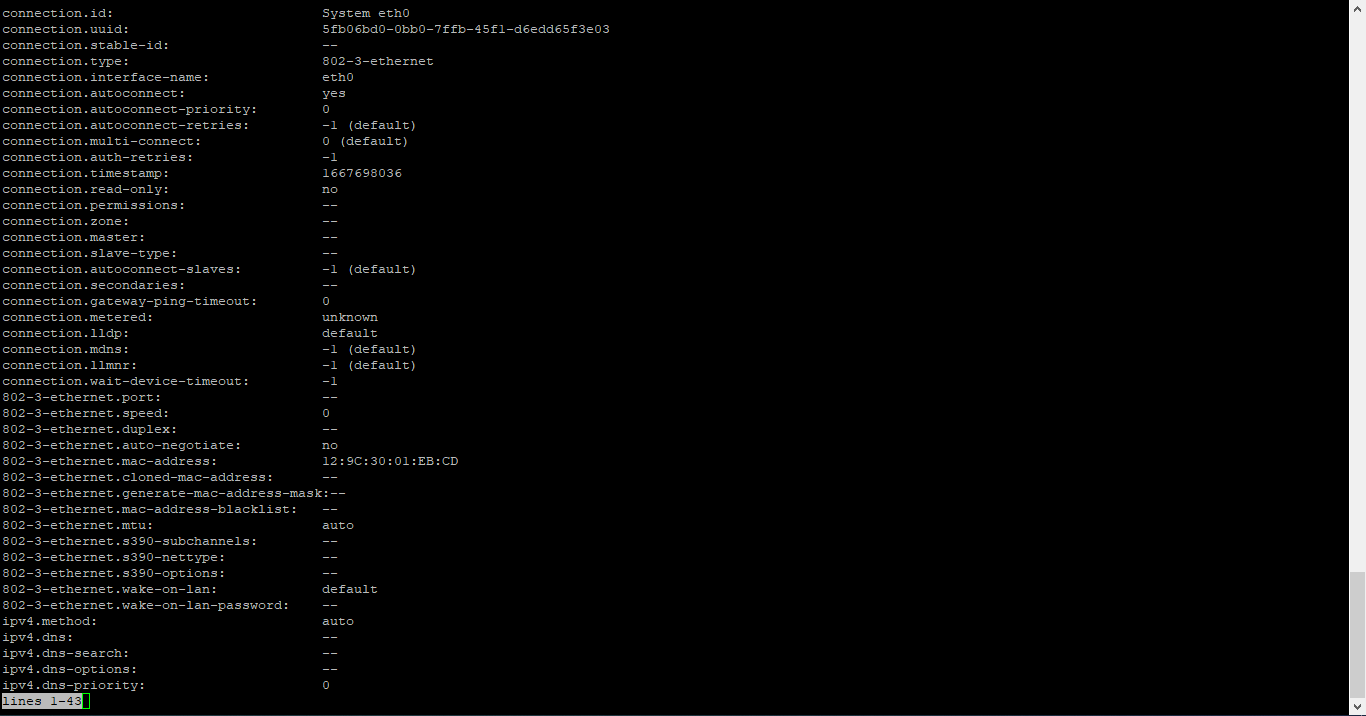 connection.id: System eth0
connection.uuid: 5fb06bd0-0bb0-7ffb-45f1-d6edd65f3e03
connection.stable-id: --
connection.type: 802-3-ethernet
connection.interface-name: eth0
connection.autoconnect: yes
connection.autoconnect-priority: 0
connection.autoconnect-retries: -1 (default)
connection.multi-connect: 0 (default)
connection.auth-retries: -1
connection.timestamp: 1667698036
connection.read-only: no
connection.permissions: --
connection.zone: --
connection.master: --
connection.slave-type: --
connection.autoconnect-slaves: -1 (default)
connection.secondaries: --
connection.gateway-ping-timeout: 0
connection.metered: unknown
connection.lldp: default
connection.mdns: -1 (default)
connection.llmnr: -1 (default)
connection.wait-device-timeout: -1
802-3-ethernet.port: --
802-3-ethernet.speed: 0
802-3-ethernet.duplex: --
802-3-ethernet.auto-negotiate: no
802-3-ethernet.mac-address: 12:9C:30:01:EB:CD
802-3-ethernet.cloned-mac-address: --
802-3-ethernet.generate-mac-address-mask:--
802-3-ethernet.mac-address-blacklist: --
802-3-ethernet.mtu: auto
802-3-ethernet.s390-subchannels: --
802-3-ethernet.s390-nettype: --
802-3-ethernet.s390-options: --
802-3-ethernet.wake-on-lan: default
802-3-ethernet.wake-on-lan-password: --
ipv4.method: auto
ipv4.dns: --
ipv4.dns-search: --
ipv4.dns-options: --
ipv4.dns-priority: 0
lines 1-43